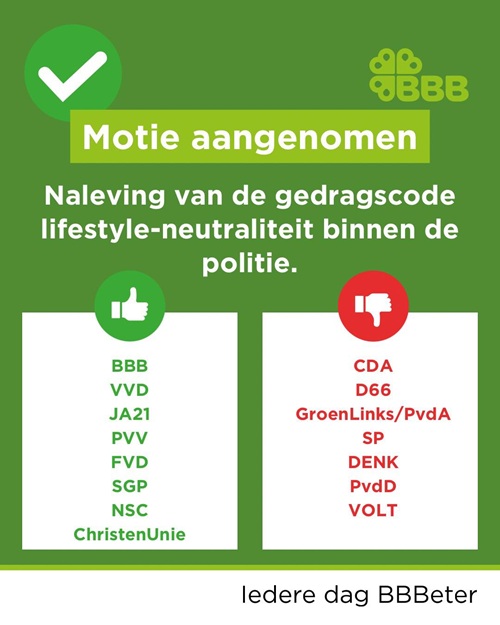 BBB
Motie aangenomen
Naleving van de gedragscode
lifestyle-neutraliteit binnen de
politie.
BBB
VVD
JA21
PVV
FVD
SGP
NSC
ChristenUnie
CDA
D66
GroenLinks/PvdA
SP
DENK
PvdD
VOLT
Iedere dag BBBeter